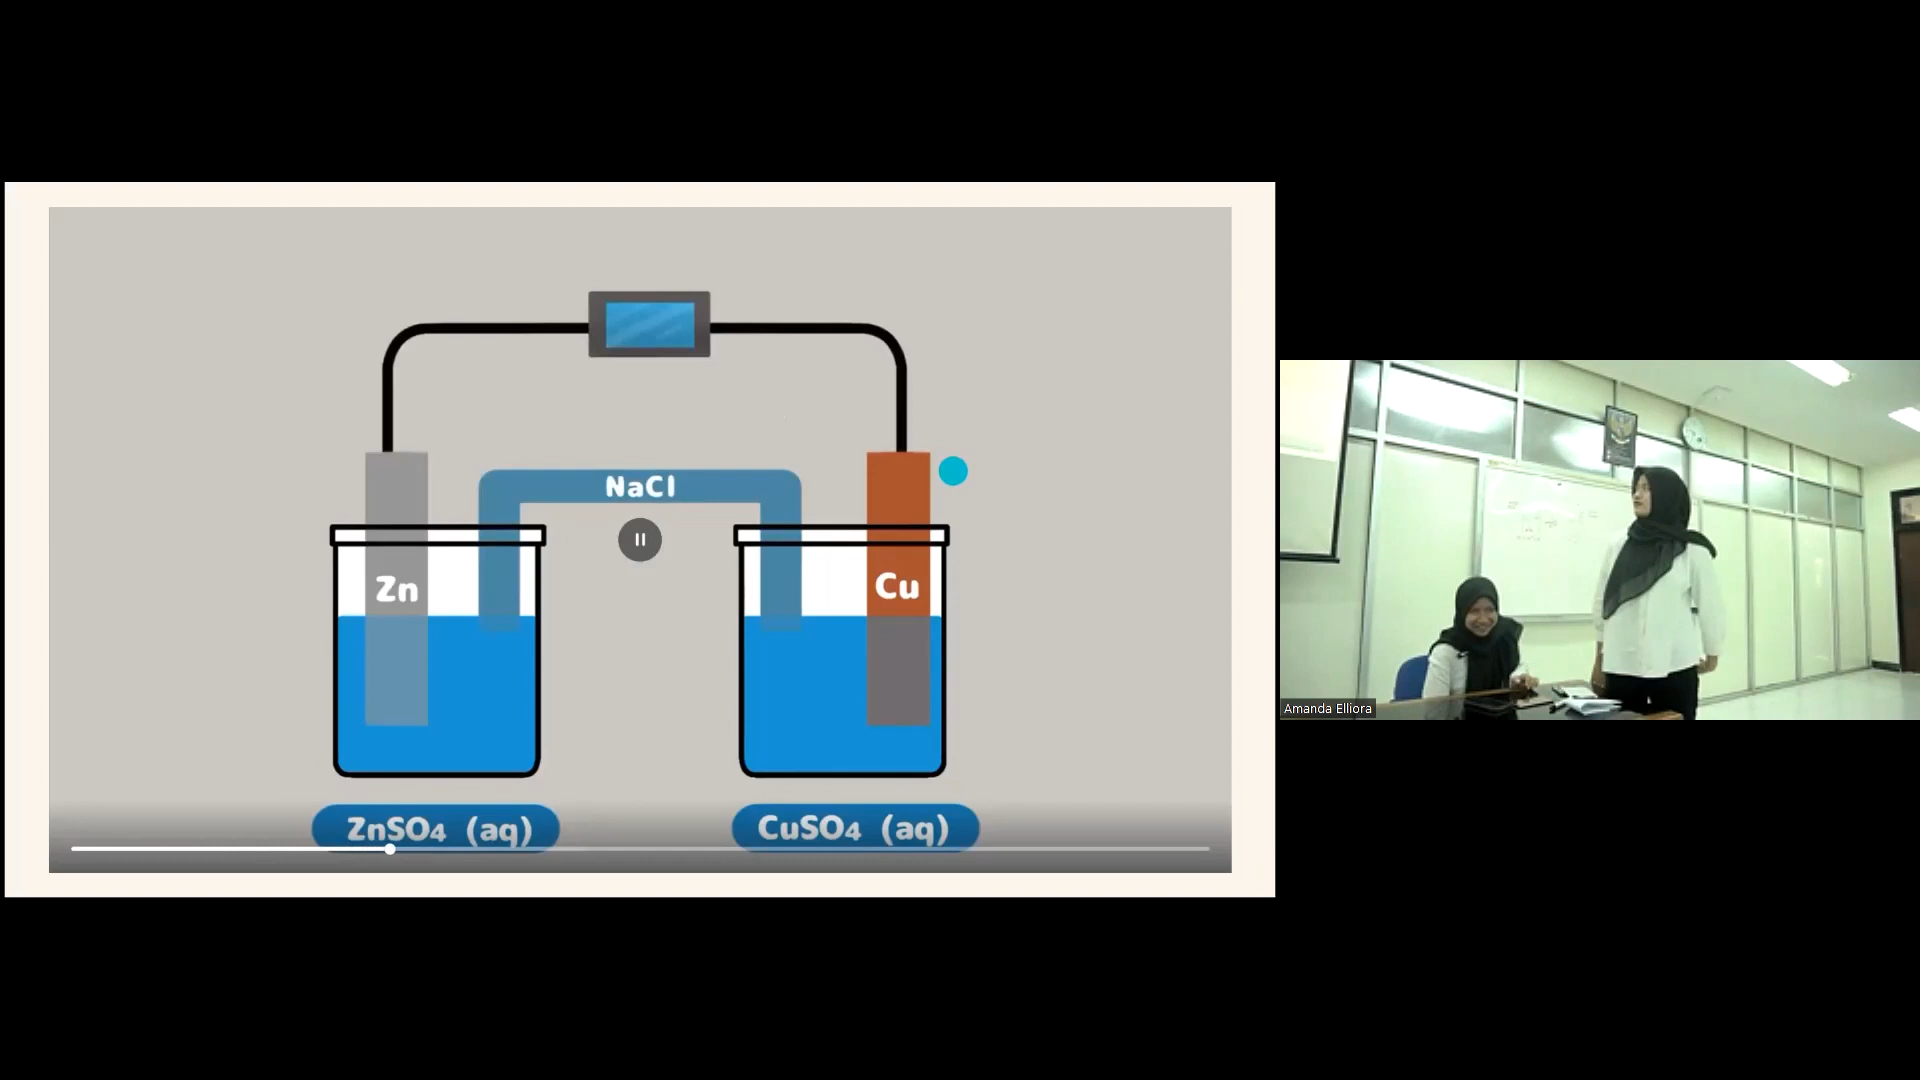 NaCl
Zn
Cu
ZnSO4 (aq)
CuSO4 (aq)
Amanda Elliora